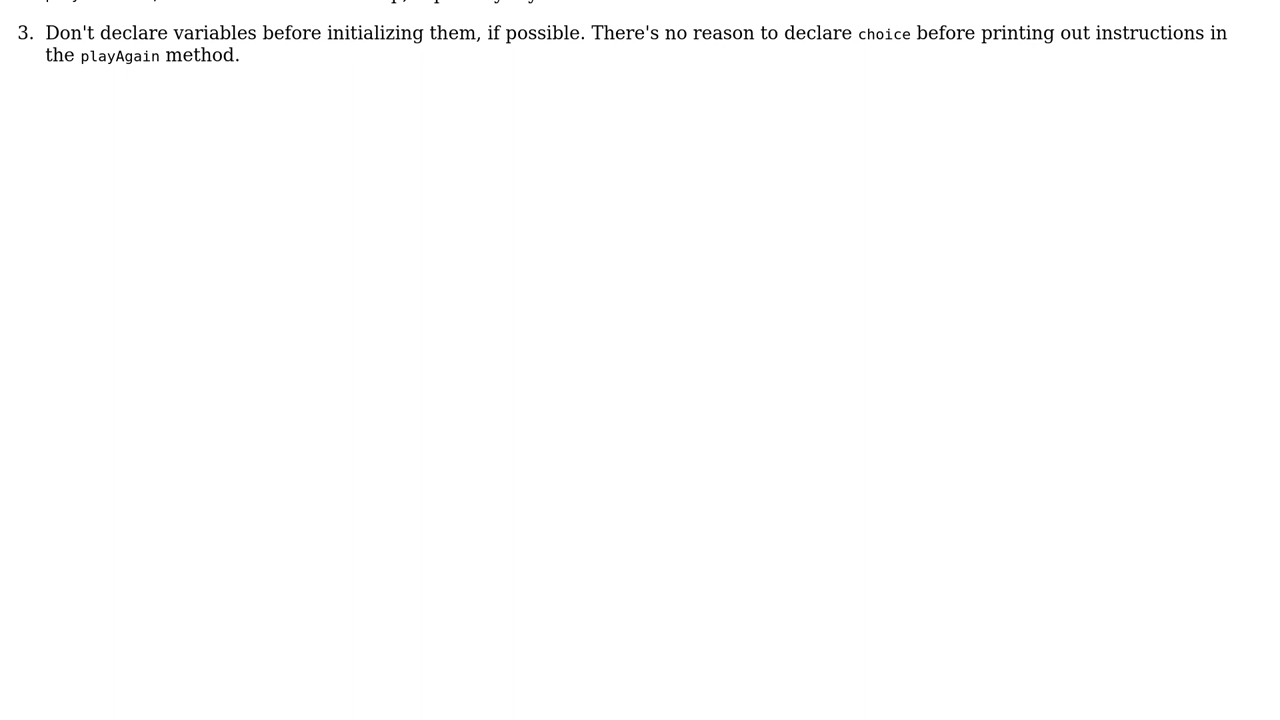 3. Don't declare variables before initializing them, if possible. There's no reason to declare choice before printing out instructions in
the playAgain method.